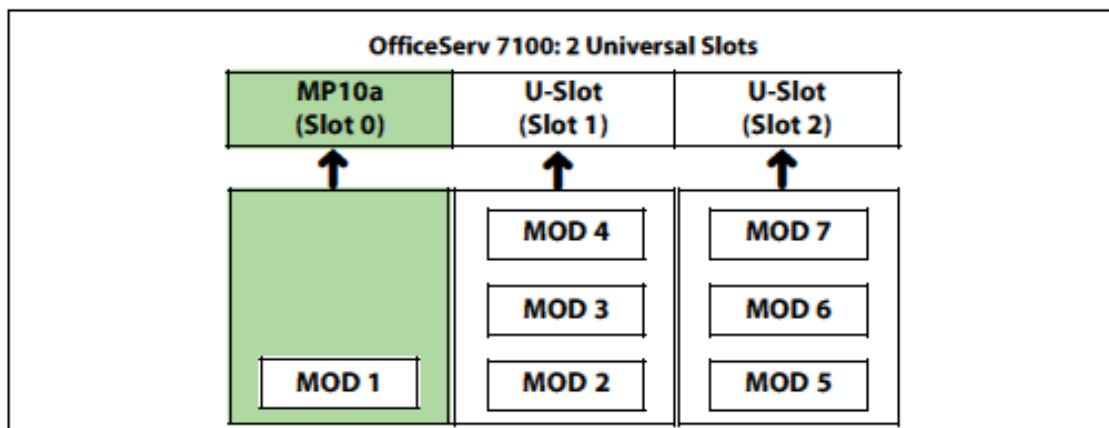 OfficeServ 7100: 2 Universal Slots
MP10a U-Slot U-Slot
(Slot 0) (Slot 1) (Slot 2)
MOD 4 MOD 7
MOD 3 MOD 6
MOD 1 MOD 2 MOD 5